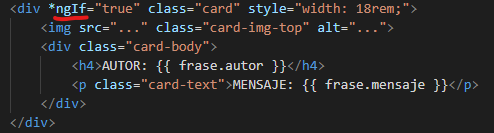 <div *ngIf="true" class="card" style="width: 18rem;">
<img src="..." class="card-img-top" alt="...">
<div class="card-body">
<h4>AUTOR: {{ frase.autor }}</h4>
<p class="card-text">MENSAJE: {{ frase.mensaje }}</p>
</div>
</div>